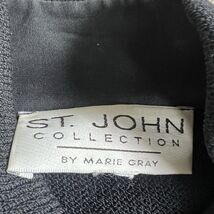 ST. JOHN
COLLECTION
BY MARIE GRAY